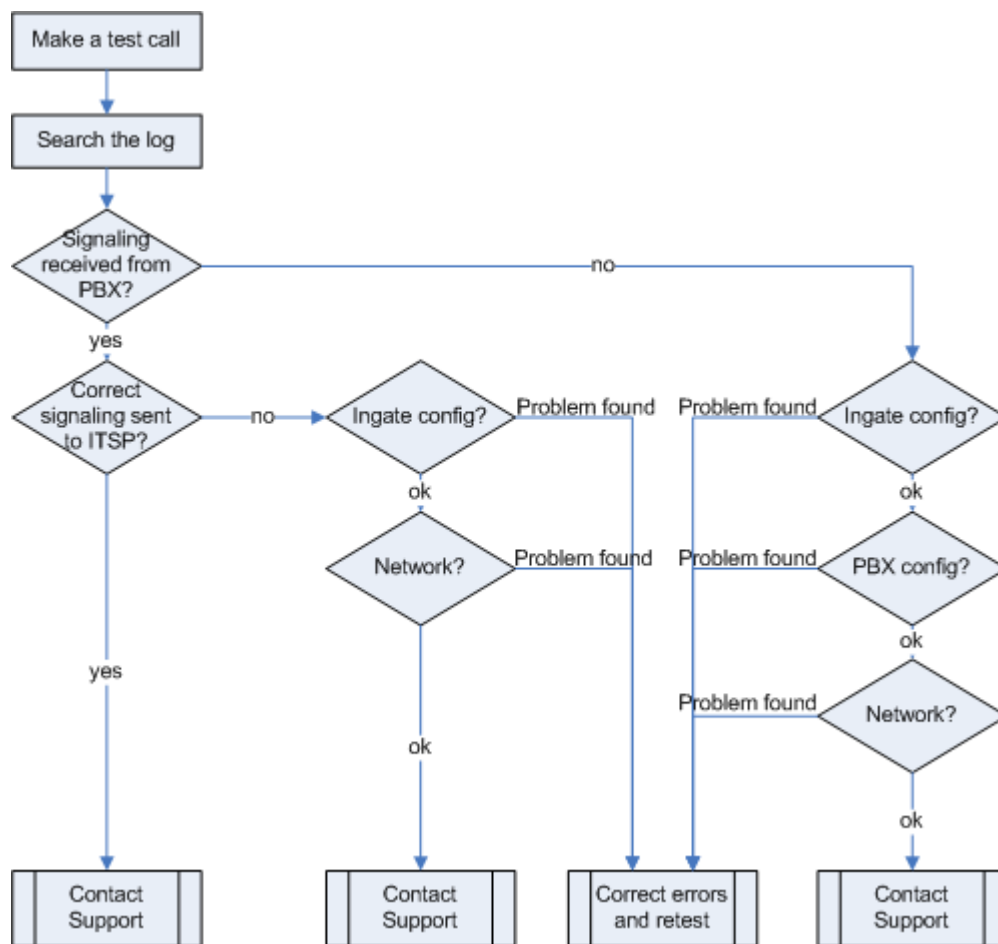 Make a test call
Search the log
Signaling
received from
PBX?
no
yes
Correct
signaling sent
to ITSP?
no
Ingate config?
Problem found
Problem found
Ingate config?
ok
ok
Network?
Problem found
Problem found
PBX config?
ok
yes
Problem found
Network?
ok
ok
Contact
Support
Contact
Support
Correct errors
and retest
Contact
Support